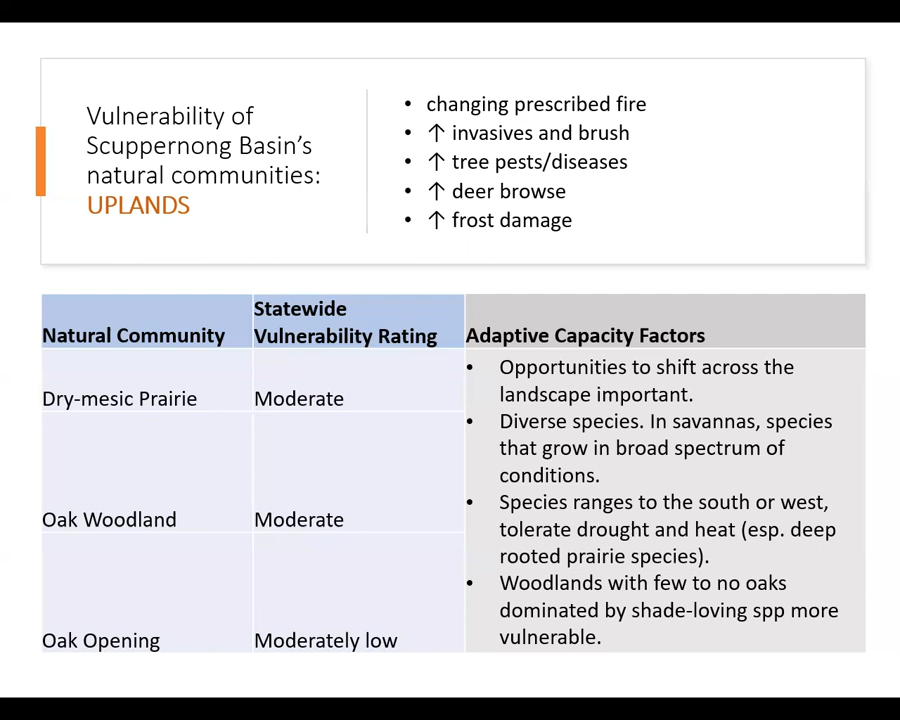 Vulnerability of
Scuppernong Basin's
natural communities:
UPLANDS
• changing prescribed fire
• ↑ invasives and brush
• ↑ tree pests/diseases
• ↑ deer browse
• ↑ frost damage
Natural Community
Statewide
Vulnerability Rating
Adaptive Capacity Factors
Dry-mesic Prairie
Moderate
Oak Woodland
Moderate
Oak Opening
Moderately low
• Opportunities to shift across the
landscape important.
• Diverse species. In savannas, species
that grow in broad spectrum of
conditions.
• Species ranges to the south or west,
tolerate drought and heat (esp. deep
rooted prairie species).
• Woodlands with few to no oaks
dominated by shade-loving spp more
vulnerable.